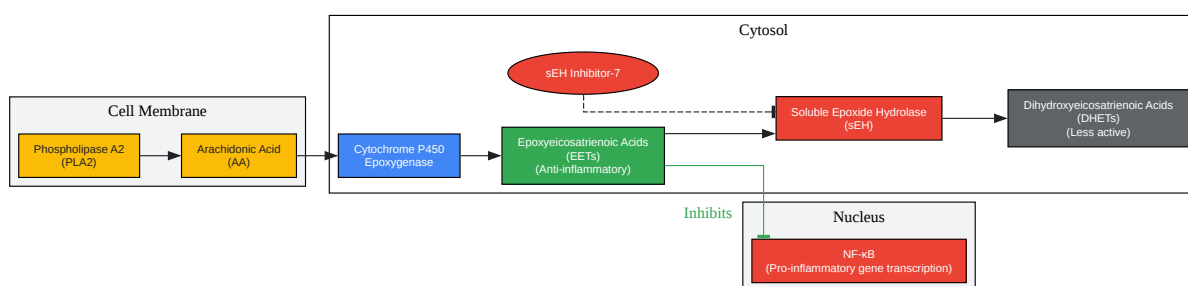 Cytosol
sEH Inhibitor-7
Cell Membrane
Phospholipase A2
(PLA2)
Arachidonic Acid
(AA)
Cytochrome P450
Epoxygenase
Epoxyeicosatrienoic Acids
(EETs)
(Anti-inflammatory)
Soluble Epoxide Hydrolase
(sEH)
Dihydroxyeicosatrienoic Acids
(DHETs)
(Less active)
Inhibits
Nucleus
NF-κB
(Pro-inflammatory gene transcription)